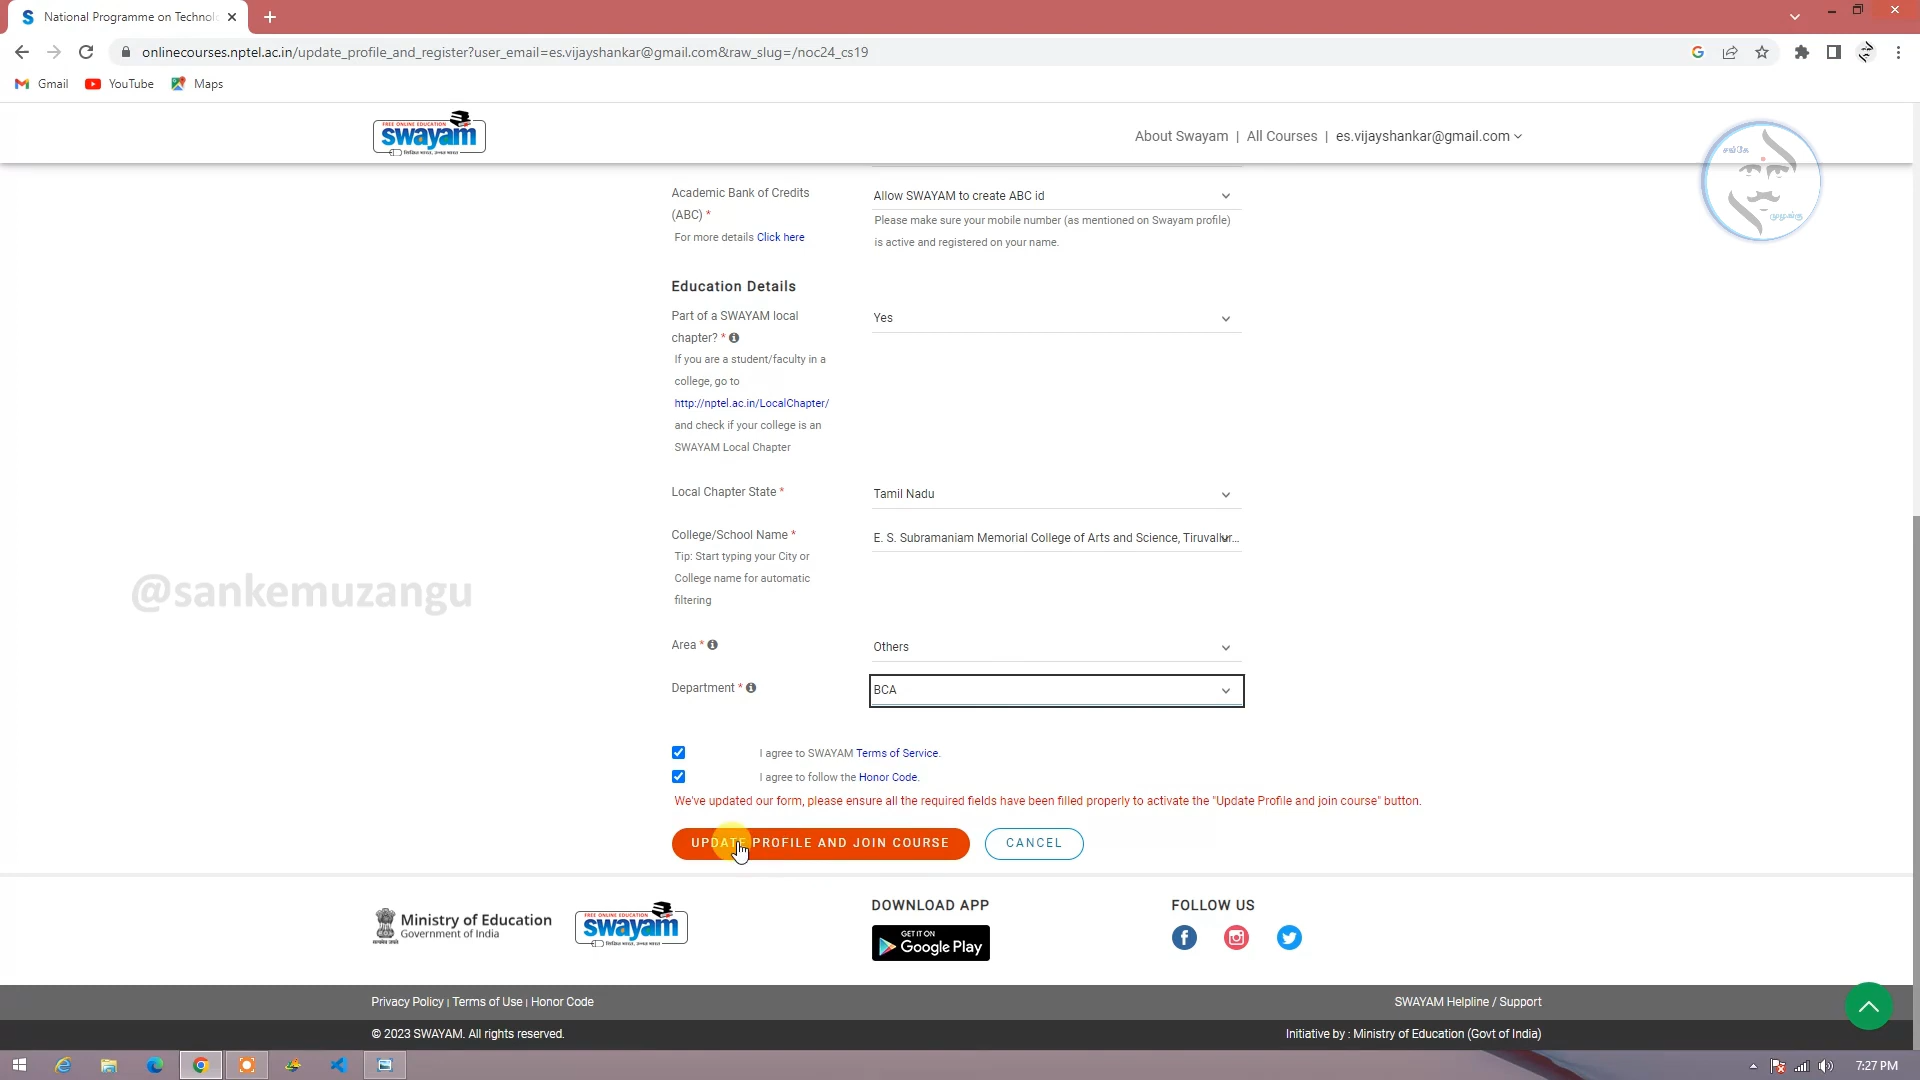 National Programme on Technol
onlinecourses.nptel.ac.in/update_profile_and_register?user_email=es.vijayshankar@gmail.com&raw_slug=/noc24_cs19
Gmail
YouTube
Maps
FREE ONLINE EDUCATION
swayam
About Swayam | All Courses | es.vijayshankar@gmail.com
சங்கே
முழங்கு
Academic Bank of Credits
(ABC) *
For more details Click here
Allow SWAYAM to create ABC id
Please make sure your mobile number (as mentioned on Swayam profile)
is active and registered on your name.
Education Details
Part of a SWAYAM local
chapter? *
Yes
If you are a student/faculty in a
college, go to
http://nptel.ac.in/LocalChapter/
and check if your college is an
SWAYAM Local Chapter
Local Chapter State *
Tamil Nadu
College/School Name *
E. S. Subramaniam Memorial College of Arts and Science, Tiruvallur...
Tip: Start typing your City or
College name for automatic
filtering
@sankemuzangu
Area *
Others
Department *
BCA
I agree to SWAYAM Terms of Service.
I agree to follow the Honor Code.
We've updated our form, please ensure all the required fields have been filled properly to activate the "Update Profile and join course" button.
UPDATE PROFILE AND JOIN COURSE
CANCEL
Ministry of Education
Government of India
FREE ONLINE EDUCATION
swayam
DOWNLOAD APP
GET IT ON
Google Play
FOLLOW US
Privacy Policy | Terms of Use | Honor Code
SWAYAM Helpline / Support
© 2023 SWAYAM. All rights reserved.
Initiative by : Ministry of Education (Govt of India)
7:27 PM